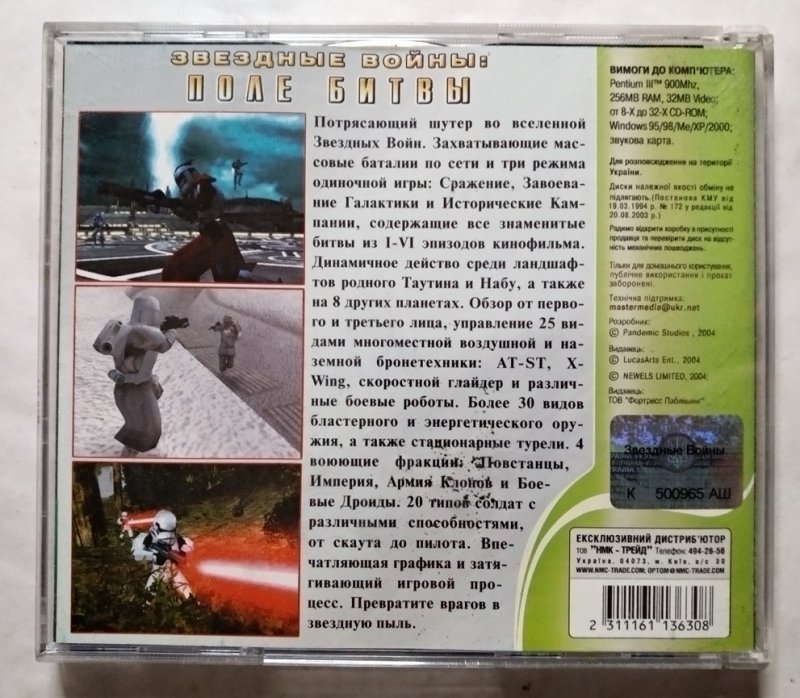 ЗВЕЗДНЫЕ ВОЙНЫ:
ПОЛЕ БИТВЫ
Потрясающий шутер во вселенной
Звездных Войн. Захватывающие мас-
совые баталии по сети и три режима
одиночной игры: Сражение, Завоева-
ние Галактики и Исторические Кам-
пании, содержащие все знаменитые
битвы из I-VI эпизодов кинофильма.
Динамичное действо среди ландшаф-
тов родного Таутина и Набу, а также
на 8 других планетах. Обзор от перво-
го и третьего лица, управление 25 ви-
дами многоместной воздушной и на-
земной бронетехники: AT-ST, X-
Wing, скоростной глайдер и различ-
ные боевые роботы. Более 30 видов
бластерного и энергетического ору-
жия, а также стационарные турели. 4
воюющие фракции: Повстанцы,
Империя, Армия Клонов и Бое-
вые Дроиды. 20 типов солдат с
различными способностями,
от скаута до пилота. Впе-
чатляющая графика и затя-
гивающий игровой про-
цесс. Превратите врагов в
звездную пыль.
ВИМОГИ ДО КОМП'ЮТЕРА:
Pentium III™ 900Mhz,
256MB RAM, 32MB Video;
от 8-X до 32-X CD-ROM;
Windows 95/98/Me/XP/2000;
звукова карта.
Для розповсюдження на території
України.
Диски належної якості обміну не
підлягають.(Постанова КМУ від
19.03.1994 р. № 172 у редакції від
20.08.2003 р.)
Радимо відкрити коробку в присутності
продавця та перевірити диск на відсут-
ність механічних пошкоджень.
Тільки для домашнього користування,
публічне використання і прокат
заборонені.
Технічна підтримка:
mastermedia@ukr.net
Розробник:
© Pandemic Studios , 2004
Видавець:
© LucasArts Ent., 2004
© NEWELS LIMITED, 2004;
Видавець:
ТОВ "Фортресс Паблишинг"
Звездные Войны
К 500965 АШ
ЕКСКЛЮЗИВНИЙ ДИСТРИБ'ЮТОР
ТОВ "НМК - ТРЕЙД" Телефон: 494-26-56
Україна, 04073, м. Київ, а/с 30
WWW.NMC-TRADE.COM; OPTOM@NMC-TRADE.COM
2 311161 136308